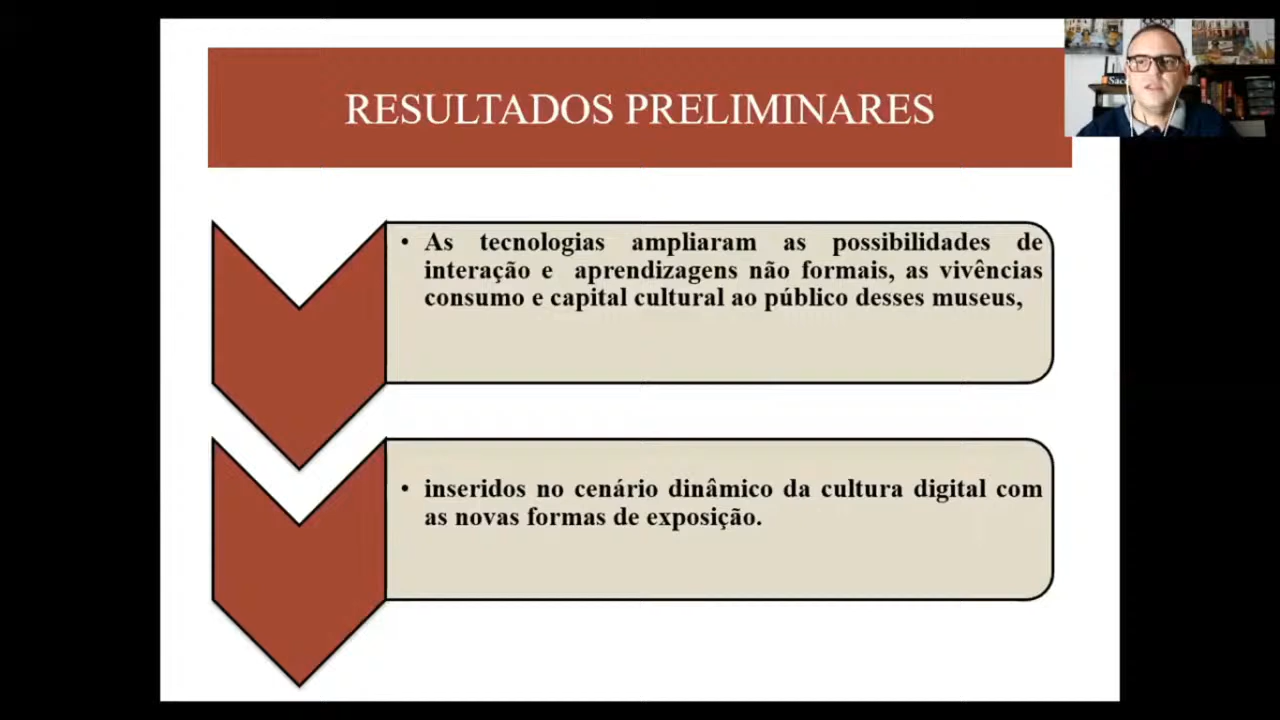 RESULTADOS PRELIMINARES
• As tecnologias ampliaram as possibilidades de
interação e aprendizagens não formais, as vivências
consumo e capital cultural ao público desses museus,
• inseridos no cenário dinâmico da cultura digital com
as novas formas de exposição.